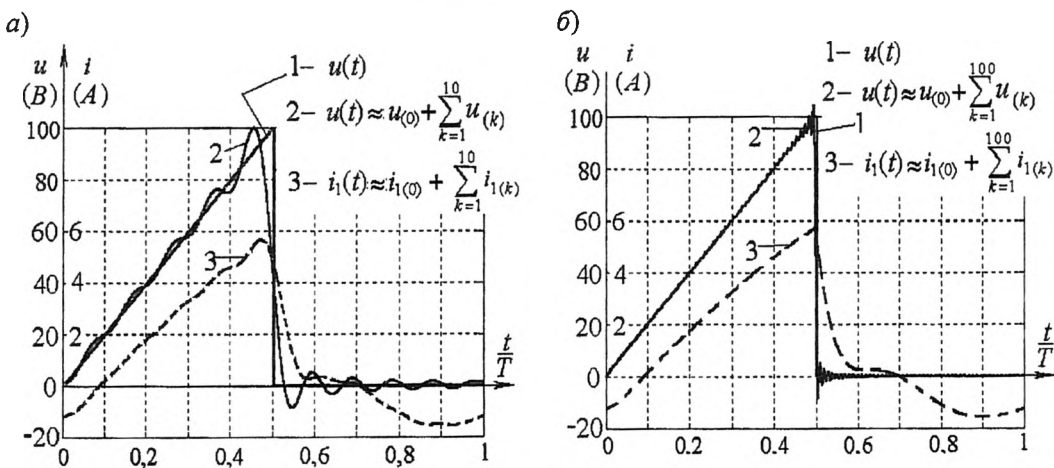 а)
u i
(В) (А)
1– u(t)
2– u(t)≈u(0)+∑(k=1..10) u(k)
3– i1(t)≈i1(0)+∑(k=1..10) i1(k)
100
2
80
60 6
3
40 4
20 2
t/T
0
-20
0 0,2 0,4 0,6 0,8 1
б)
u i
(В) (А)
1– u(t)
2– u(t)≈u(0)+∑(k=1..100) u(k)
1
3– i1(t)≈i1(0)+∑(k=1..100) i1(k)
100
2
80
60 6
3
40 4
20 2
t/T
0
-20
0 0,2 0,4 0,6 0,8 1